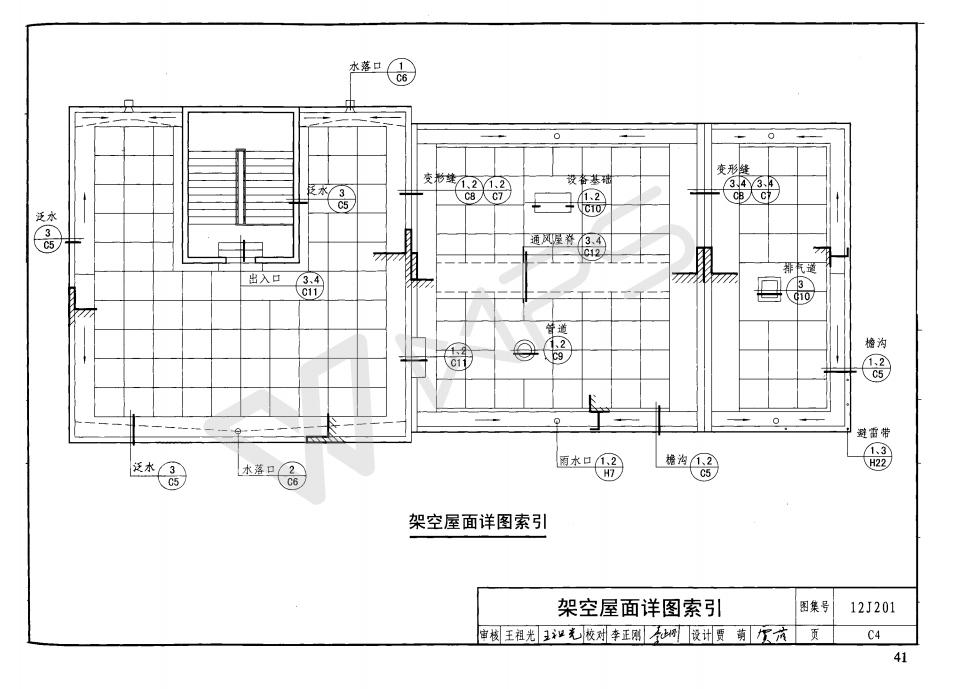 水落口 1
C6
变形缝 1、2 1、2
C8 C7
设备基础 1、2
C10
变形缝
3、4 3、4
C8 C7
泛水 3
C5
泛水
3
C5
通风屋脊 3、4
C12
出入口 3、4
C11
排气道
3
C10
1、2
C11
管道
1、2
C9
檐沟
1、2
C5
避雷带
1、3
H22
泛水 3
C5
水落口 2
C6
雨水口 1、2
H7
檐沟 1、2
C5
WPS
架空屋面详图索引
架空屋面详图索引 图集号 12J201
审核 王祖光 王祖光 校对 李正刚 设计 贾萌 页 C4
41